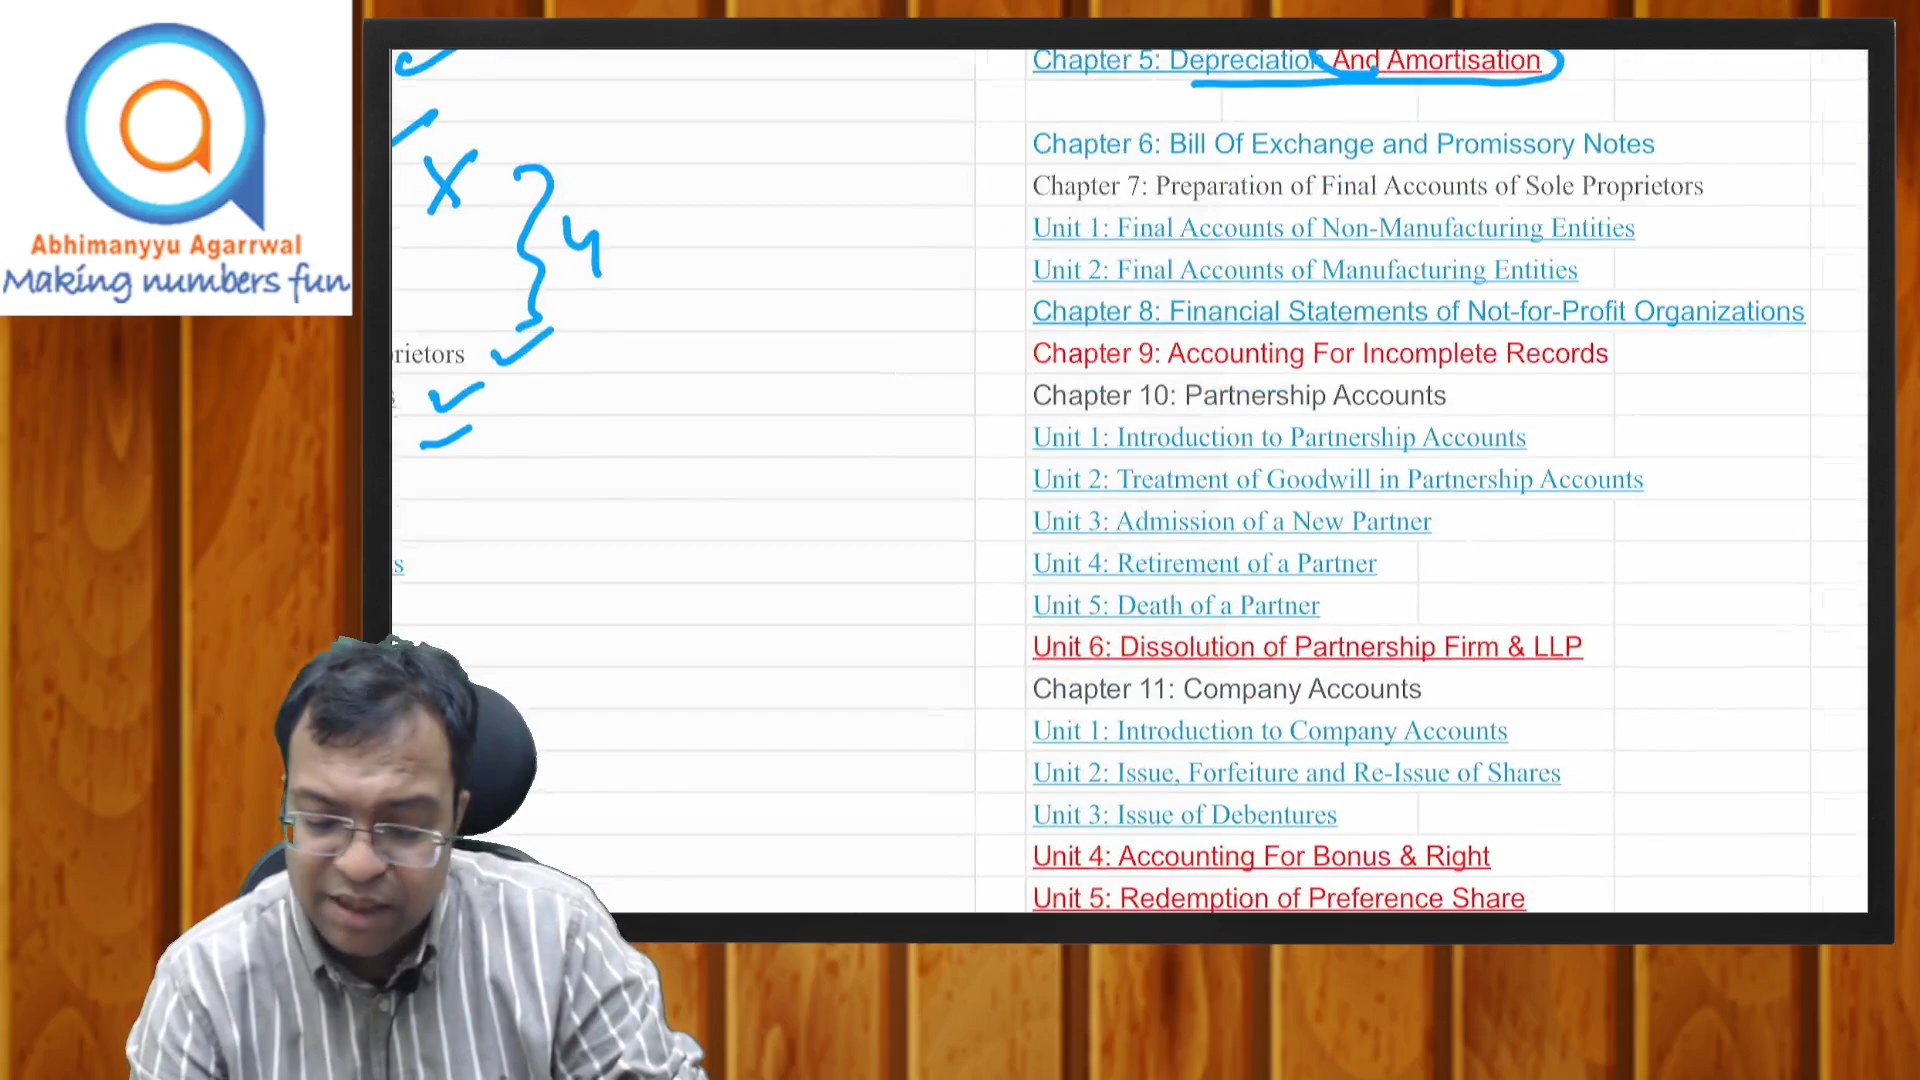 Abhimanyyu Agarrwal
Making numbers fun
Chapter 5: Depreciation And Amortisation
X
4
Chapter 6: Bill Of Exchange and Promissory Notes
Chapter 7: Preparation of Final Accounts of Sole Proprietors
Unit 1: Final Accounts of Non-Manufacturing Entities
Unit 2: Final Accounts of Manufacturing Entities
Chapter 8: Financial Statements of Not-for-Profit Organizations
rietors
Chapter 9: Accounting For Incomplete Records
Chapter 10: Partnership Accounts
Unit 1: Introduction to Partnership Accounts
Unit 2: Treatment of Goodwill in Partnership Accounts
Unit 3: Admission of a New Partner
s
Unit 4: Retirement of a Partner
Unit 5: Death of a Partner
Unit 6: Dissolution of Partnership Firm & LLP
Chapter 11: Company Accounts
Unit 1: Introduction to Company Accounts
Unit 2: Issue, Forfeiture and Re-Issue of Shares
Unit 3: Issue of Debentures
Unit 4: Accounting For Bonus & Right
Unit 5: Redemption of Preference Share